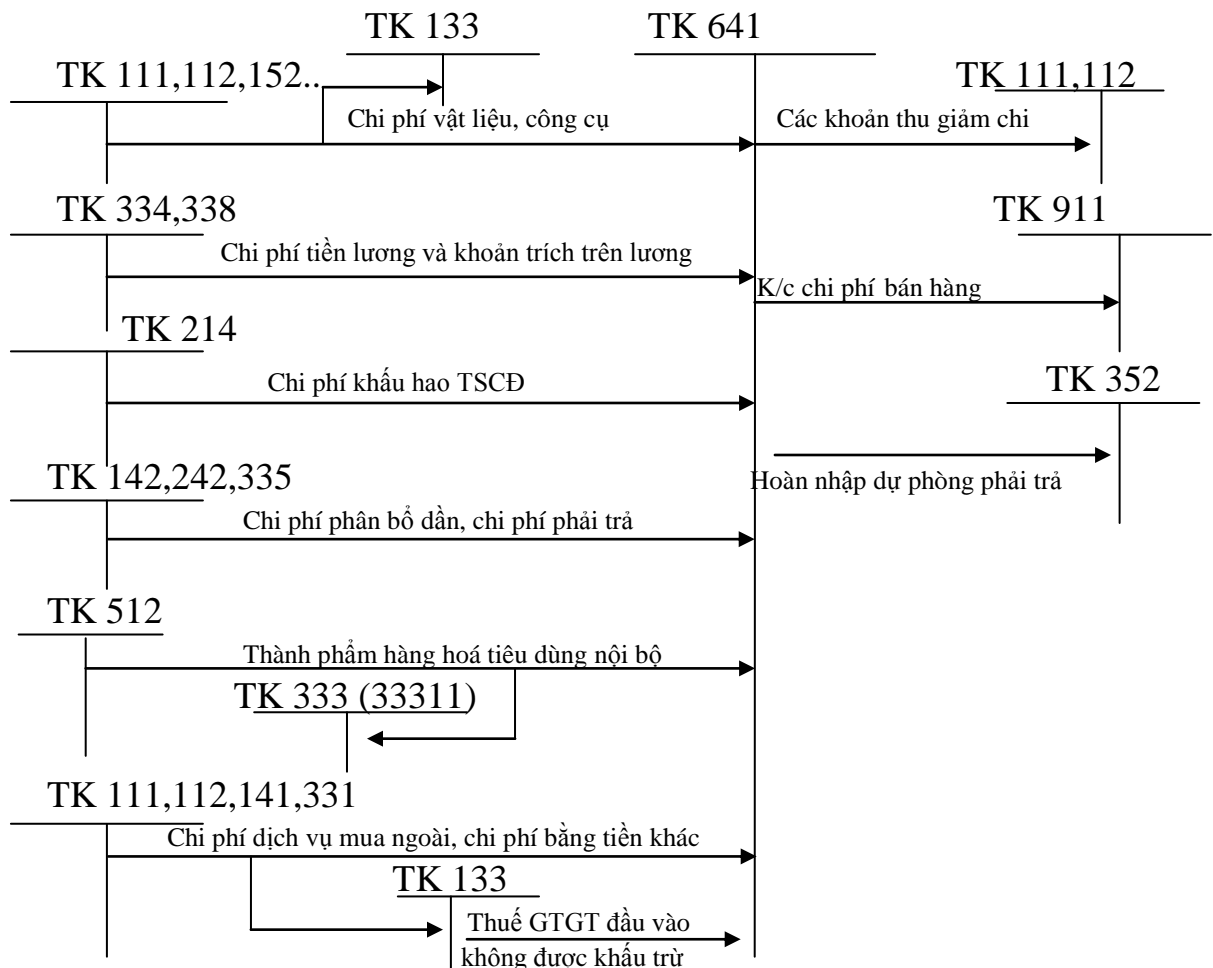 TK 133
TK 641
TK 111,112,152..
TK 111,112
Chi phí vật liệu, công cụ
Các khoản thu giảm chi
TK 334,338
TK 911
Chi phí tiền lương và khoản trích trên lương
K/c chi phí bán hàng
TK 214
Chi phí khấu hao TSCĐ
TK 352
TK 142,242,335
Hoàn nhập dự phòng phải trả
Chi phí phân bổ dần, chi phí phải trả
TK 512
Thành phẩm hàng hoá tiêu dùng nội bộ
TK 333 (33311)
TK 111,112,141,331
Chi phí dịch vụ mua ngoài, chi phí bằng tiền khác
TK 133
Thuế GTGT đầu vào
không được khấu trừ